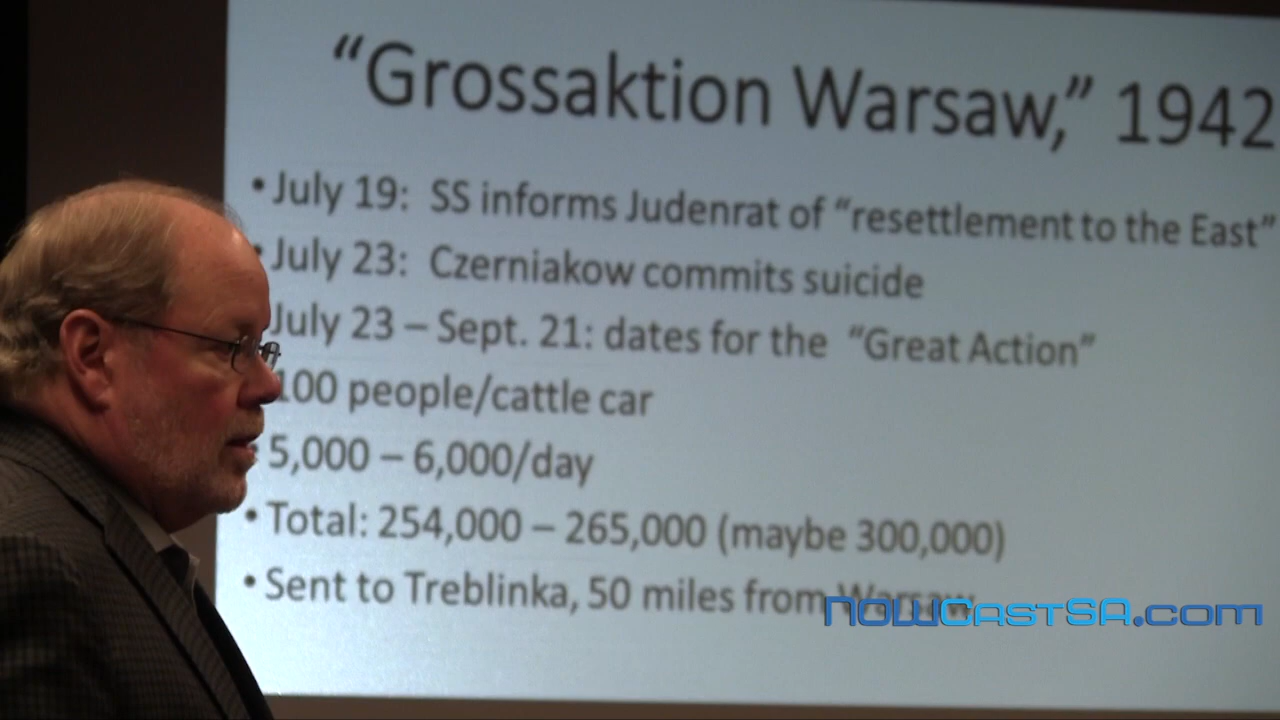 “Grossaktion Warsaw,” 1942
• July 19: SS informs Judenrat of “resettlement to the East”
• July 23: Czerniakow commits suicide
July 23 – Sept. 21: dates for the “Great Action”
100 people/cattle car
• 5,000 – 6,000/day
• Total: 254,000 – 265,000 (maybe 300,000)
• Sent to Treblinka, 50 miles from Warsaw
NOWCastSA.com